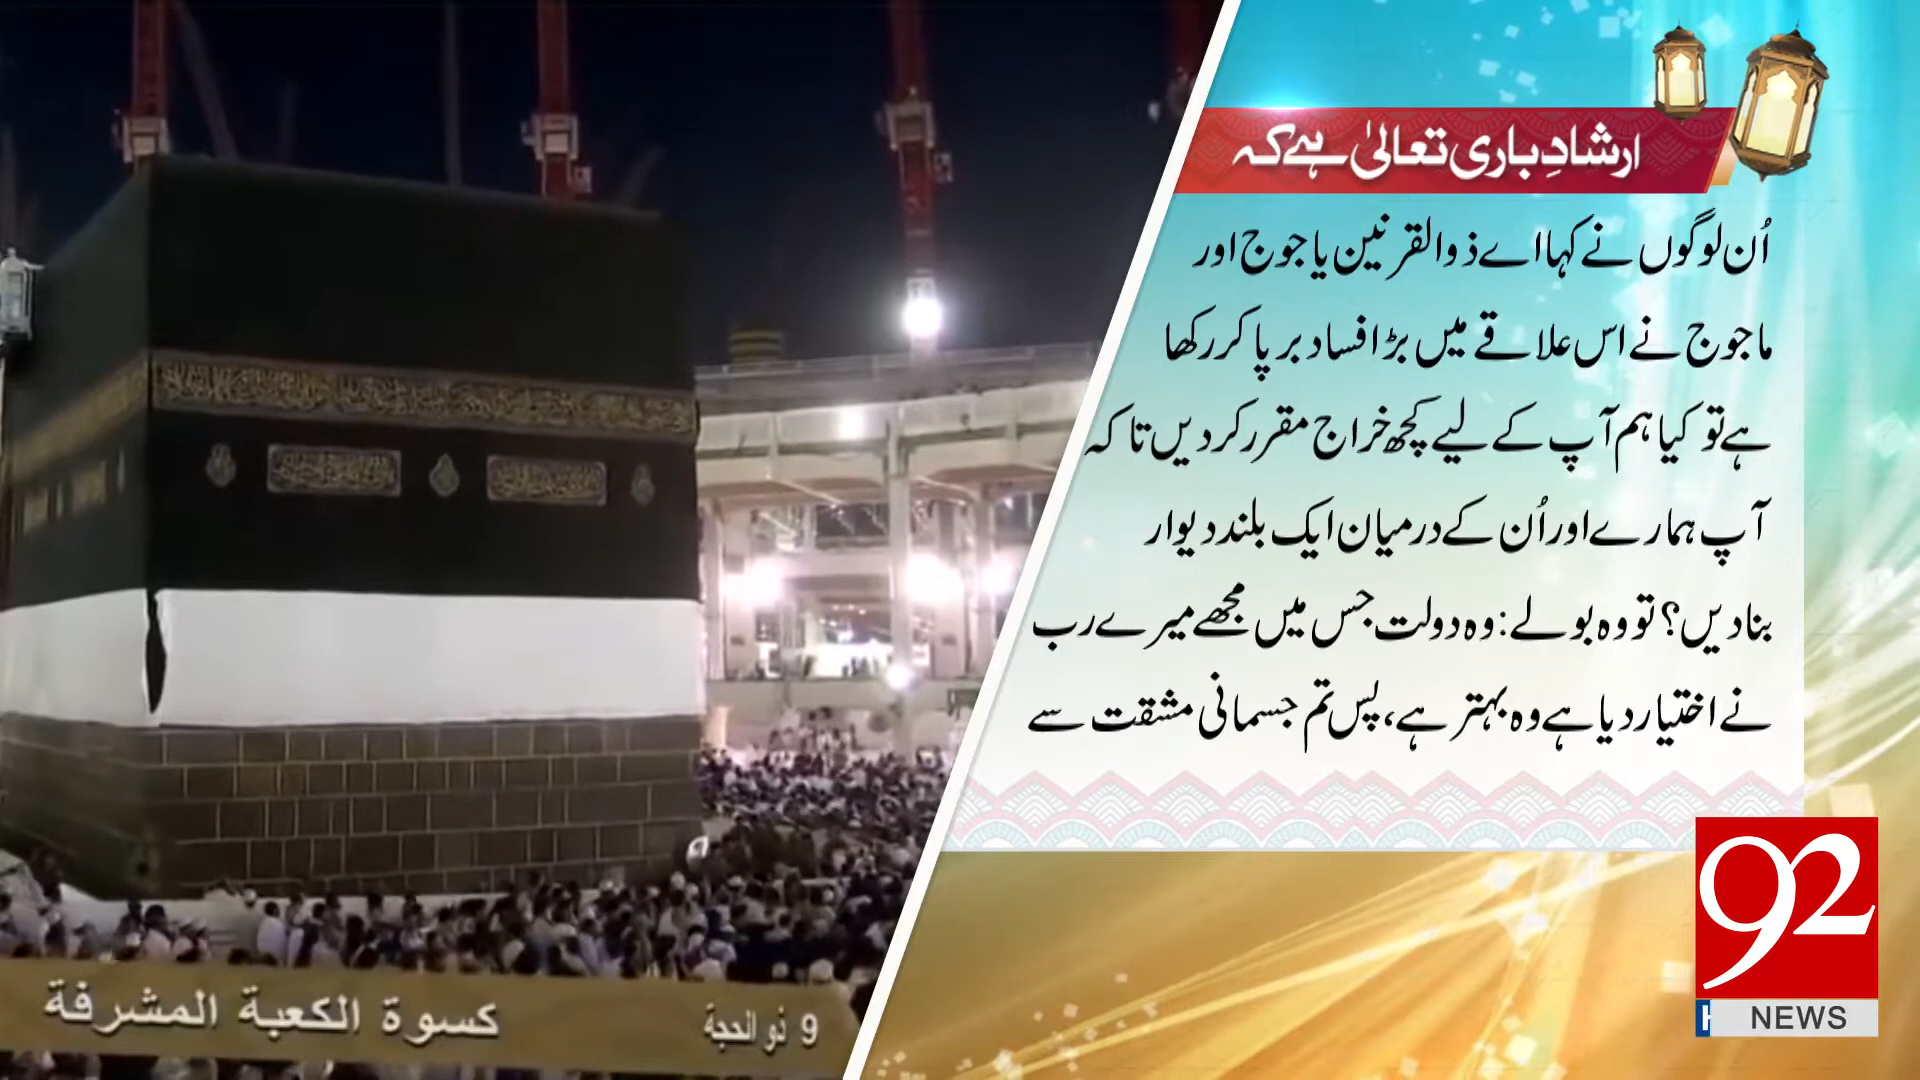 ارشادِ باری تعالیٰ ہے کہ
اُن لوگوں نے کہا اے ذوالقرنین یاجوج اور
ماجوج نے اس علاقے میں بڑا فساد برپا کر رکھا
ہے تو کیا ہم آپ کے لیے کچھ خراج مقرر کر دیں تا کہ
آپ ہمارے اور اُن کے درمیان ایک بلند دیوار
بنا دیں؟ تو وہ بولے: وہ دولت جس میں مجھے میرے رب
نے اختیار دیا ہے وہ بہتر ہے، پس تم جسمانی مشقت سے
9 ذو الحجة
كسوة الكعبة المشرفة
92
NEWS